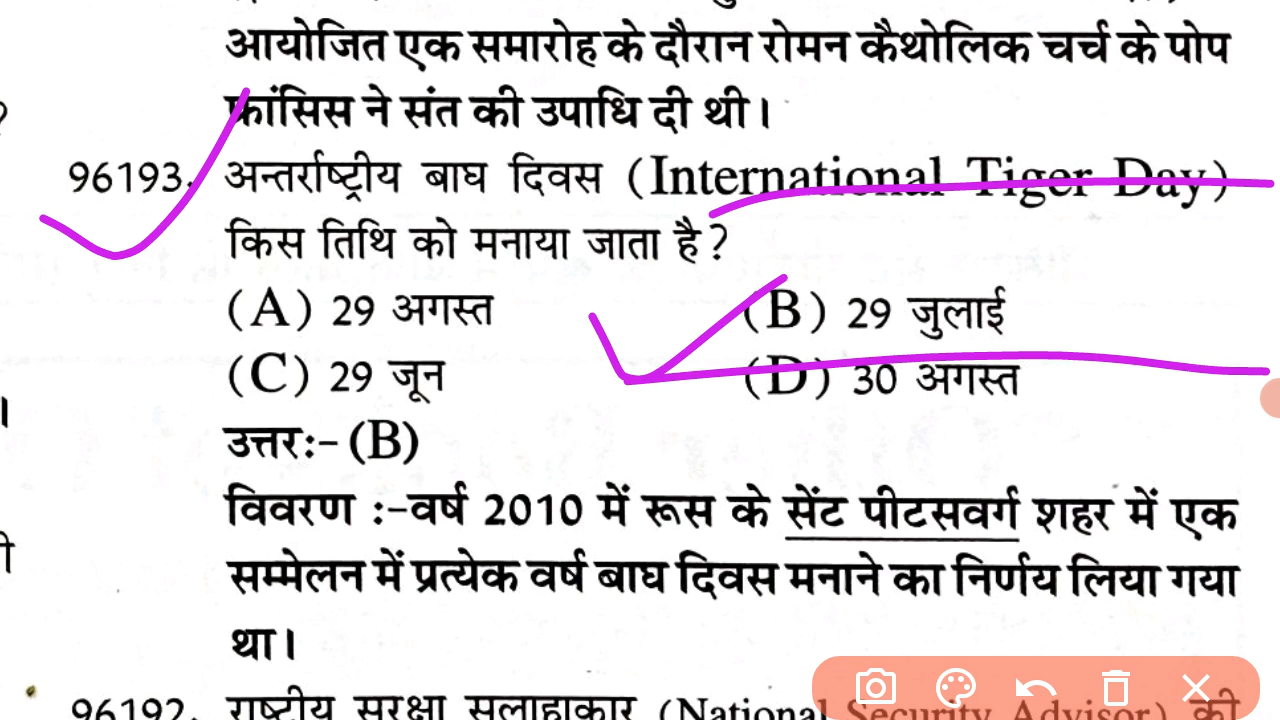 आयोजित एक समारोह के दौरान रोमन कैथोलिक चर्च के पोप
फ्रांसिस ने संत की उपाधि दी थी।
?
96193. अन्तर्राष्ट्रीय बाघ दिवस (International Tiger Day)
किस तिथि को मनाया जाता है?
(A) 29 अगस्त (B) 29 जुलाई
(C) 29 जून (D) 30 अगस्त
उत्तरः- (B)
विवरण :-वर्ष 2010 में रूस के सेंट पीटसवर्ग शहर में एक
सम्मेलन में प्रत्येक वर्ष बाघ दिवस मनाने का निर्णय लिया गया
था।
96192. राष्ट्रीय सुरक्षा सलाहाकार (National Security Advisor) की